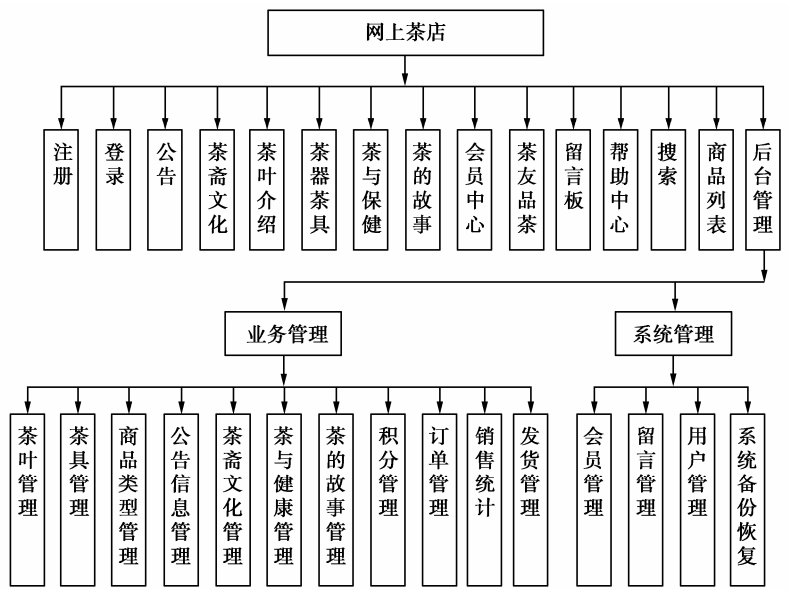 网上茶店
注册
登录
公告
茶斋文化
茶叶介绍
茶器茶具
茶与保健
茶的故事
会员中心
茶友品茶
留言板
帮助中心
搜索
商品列表
后台管理
业务管理
系统管理
茶叶管理
茶具管理
商品类型管理
公告信息管理
茶斋文化管理
茶与健康管理
茶的故事管理
积分管理
订单管理
销售统计
发货管理
会员管理
留言管理
用户管理
系统备份恢复